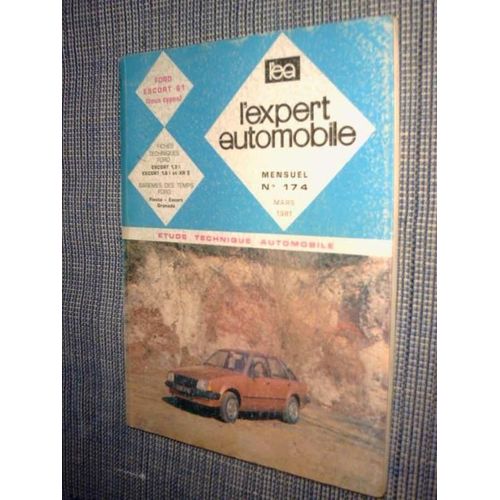 l'ea
l'expert
automobile
MENSUEL
N° 174
MARS
1981
FORD
ESCORT 81
(tous types)
FICHES
TECHNIQUES
FORD
ESCORT 1,3 l
ESCORT 1,6 l et XR 3
BAREMES DES TEMPS
FORD
Fiesta - Escort
Granada
ETUDE TECHNIQUE AUTOMOBILE